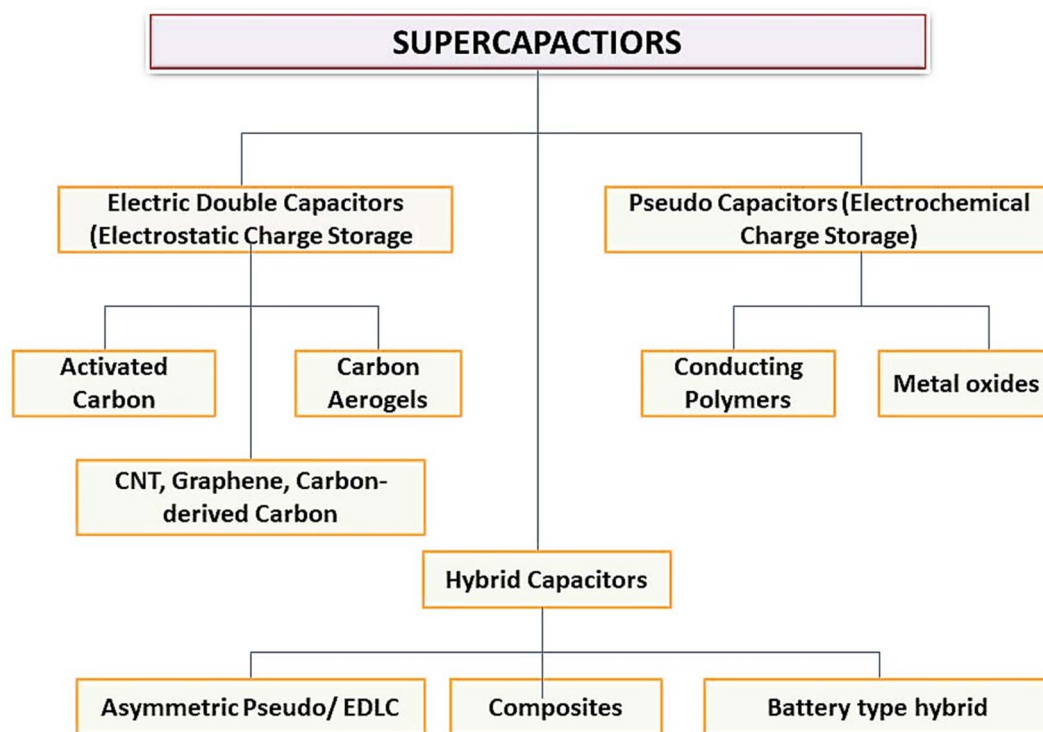 SUPERCAPACTIORS
Electric Double Capacitors
(Electrostatic Charge Storage
Pseudo Capacitors (Electrochemical
Charge Storage)
Activated
Carbon
Carbon
Aerogels
Conducting
Polymers
Metal oxides
CNT, Graphene, Carbon-
derived Carbon
Hybrid Capacitors
Asymmetric Pseudo/ EDLC
Composites
Battery type hybrid